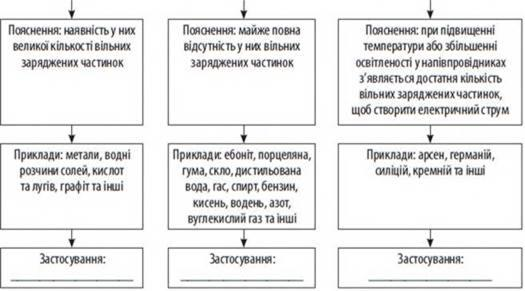 Пояснення: наявність у них
великої кількості вільних
заряджених частинок
Пояснення: майже повна
відсутність у них вільних
заряджених частинок
Пояснення: при підвищенні
температури або збільшенні
освітленості у напівпровідниках
з’являється достатня кількість
вільних заряджених частинок,
щоб створити електричний струм
Приклади: метали, водні
розчини солей, кислот
та лугів, графіт та інші
Приклади: ебоніт, порцеляна,
гума, скло, дистильована
вода, гас, спирт, бензин,
кисень, водень, азот,
вуглекислий газ та інші
Приклади: арсен, германій,
силіцій, кремній та інші
Застосування:
Застосування:
Застосування: